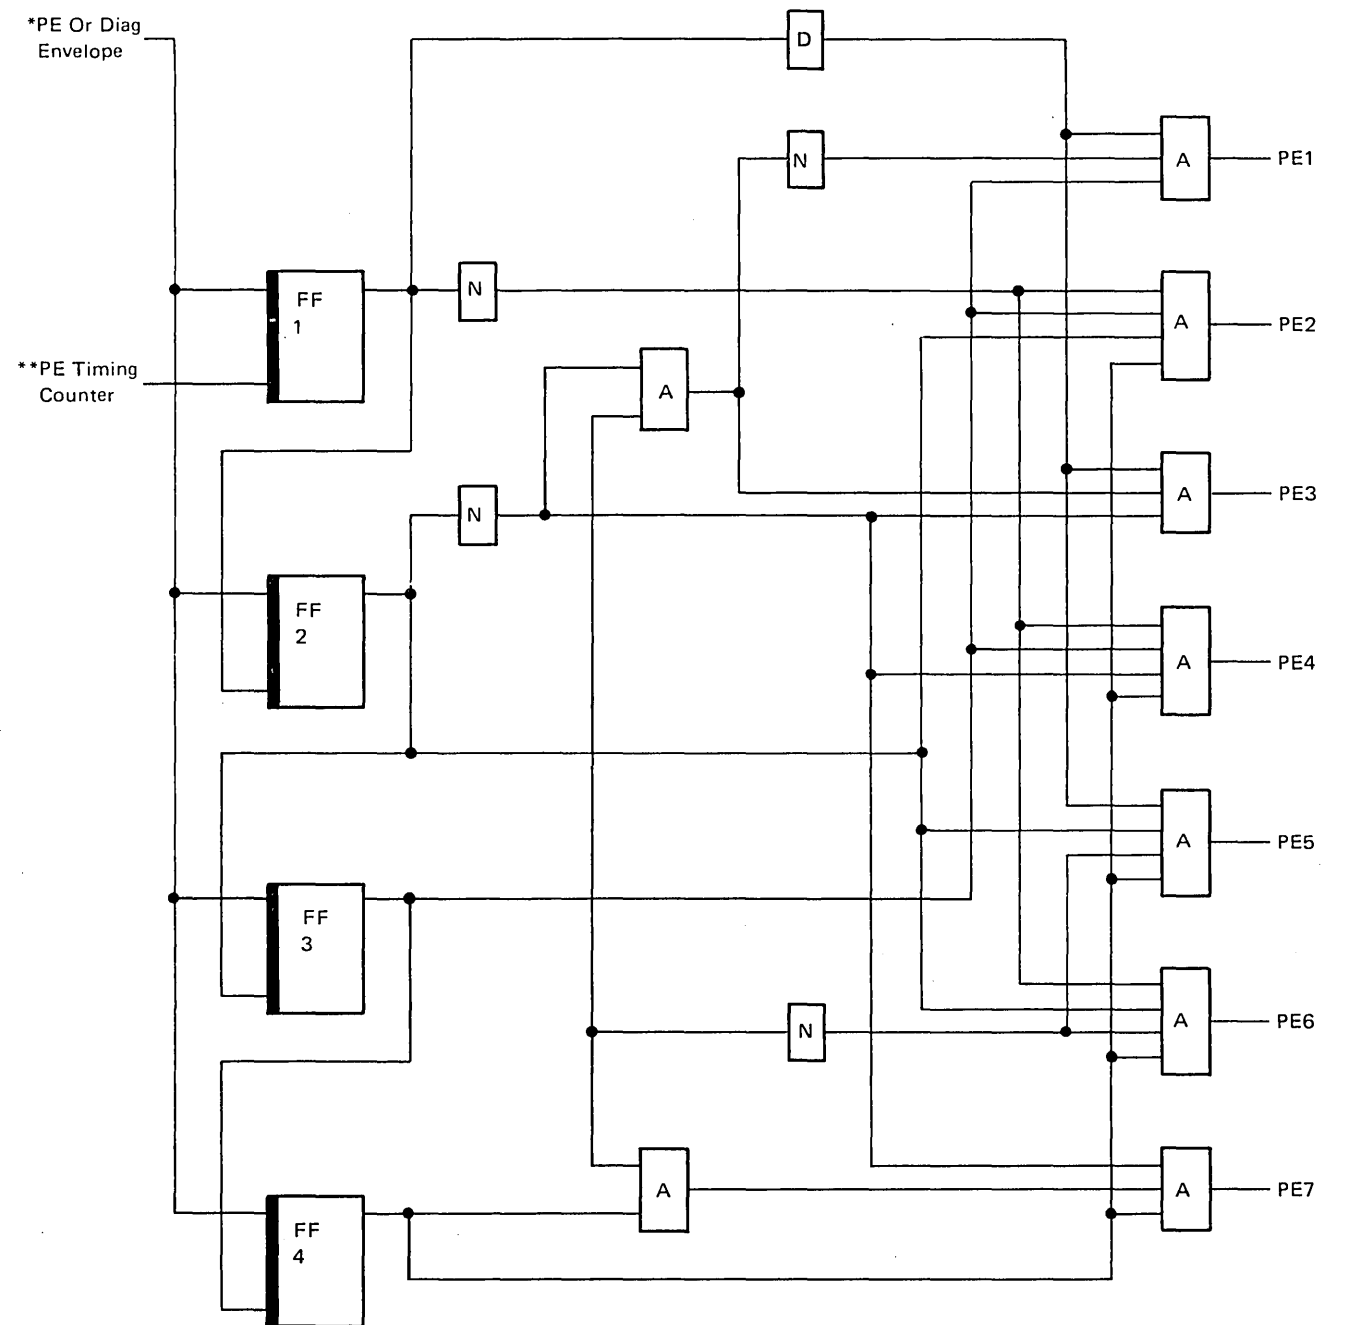 *PE Or Diag
Envelope
D
N
A
PE1
FF
1
N
A
PE2
**PE Timing
Counter
A
A
PE3
N
FF
2
A
PE4
A
PE5
FF
3
N
A
PE6
A
A
PE7
FF
4